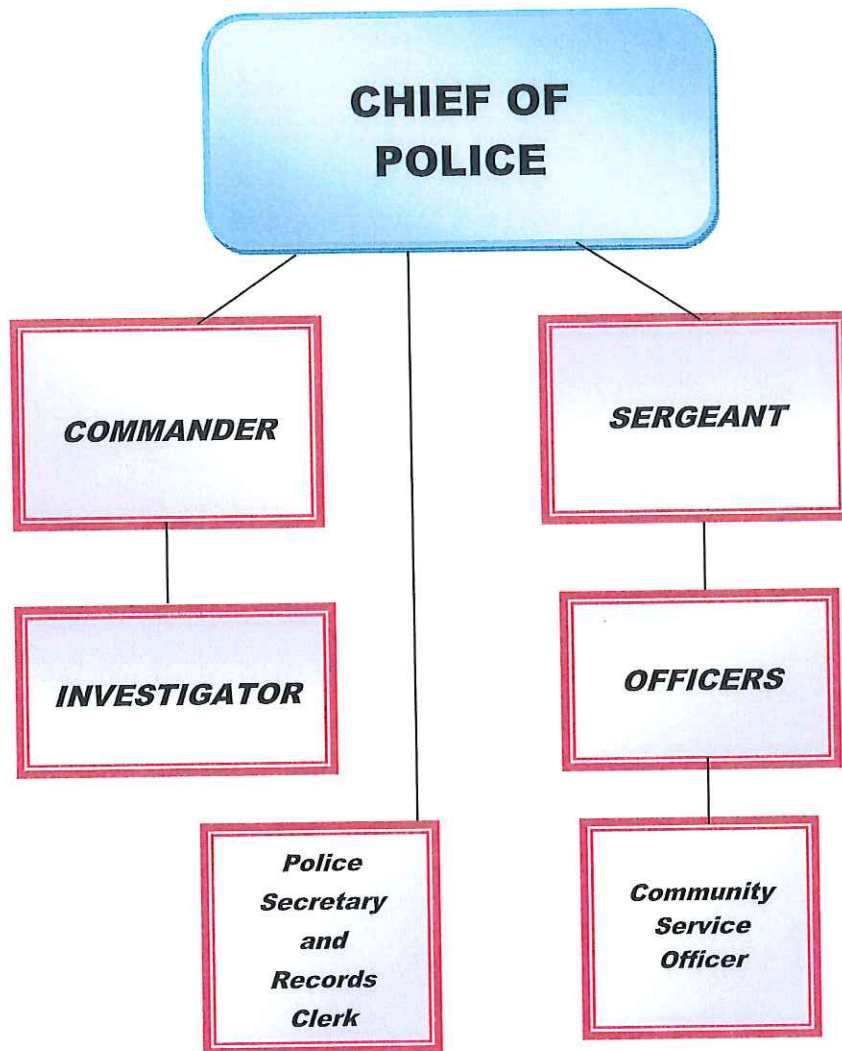 CHIEF OF
POLICE
COMMANDER
SERGEANT
INVESTIGATOR
OFFICERS
Police
Secretary
and
Records
Clerk
Community
Service
Officer